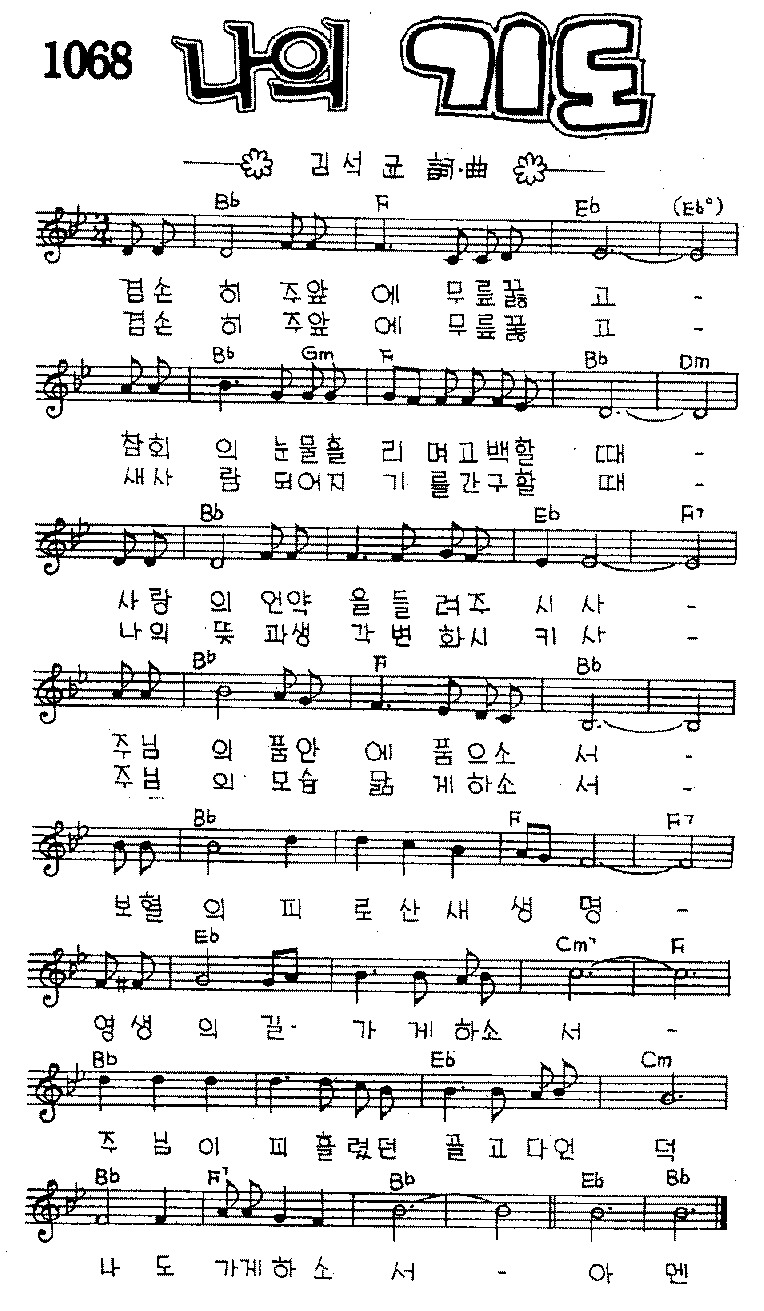 1068 나의 기도
김석균 詞·曲
Bb F Eb (Eb°)
겸손 히 주앞 에 무릎꿇 고 -
겸손 히 주앞 에 무릎꿇 고 -
Bb Gm F Bb Dm
참회 의 눈물흘 리 며고백할 때 -
새사 람 되어지 기 를간구할 때 -
Bb Eb F7
사랑 의 언약 을 들 려주 시 사 -
나의 뜻 파생 각 변 화시 키 사 -
Bb F Bb
주님 의 품안 에 품으소 서 -
주님 의 모습 닮 게하소 서 -
Bb F F7
보혈 의 피 로 산 새 생 명 -
Eb Cm7 F
영생 의 길 가 게 하소 서 -
Bb Eb Cm
주 님 이 피 흘렸던 골 고 다언 덕
Bb F7 Bb Eb Bb
나 도 가게하 소 서 - 아 멘